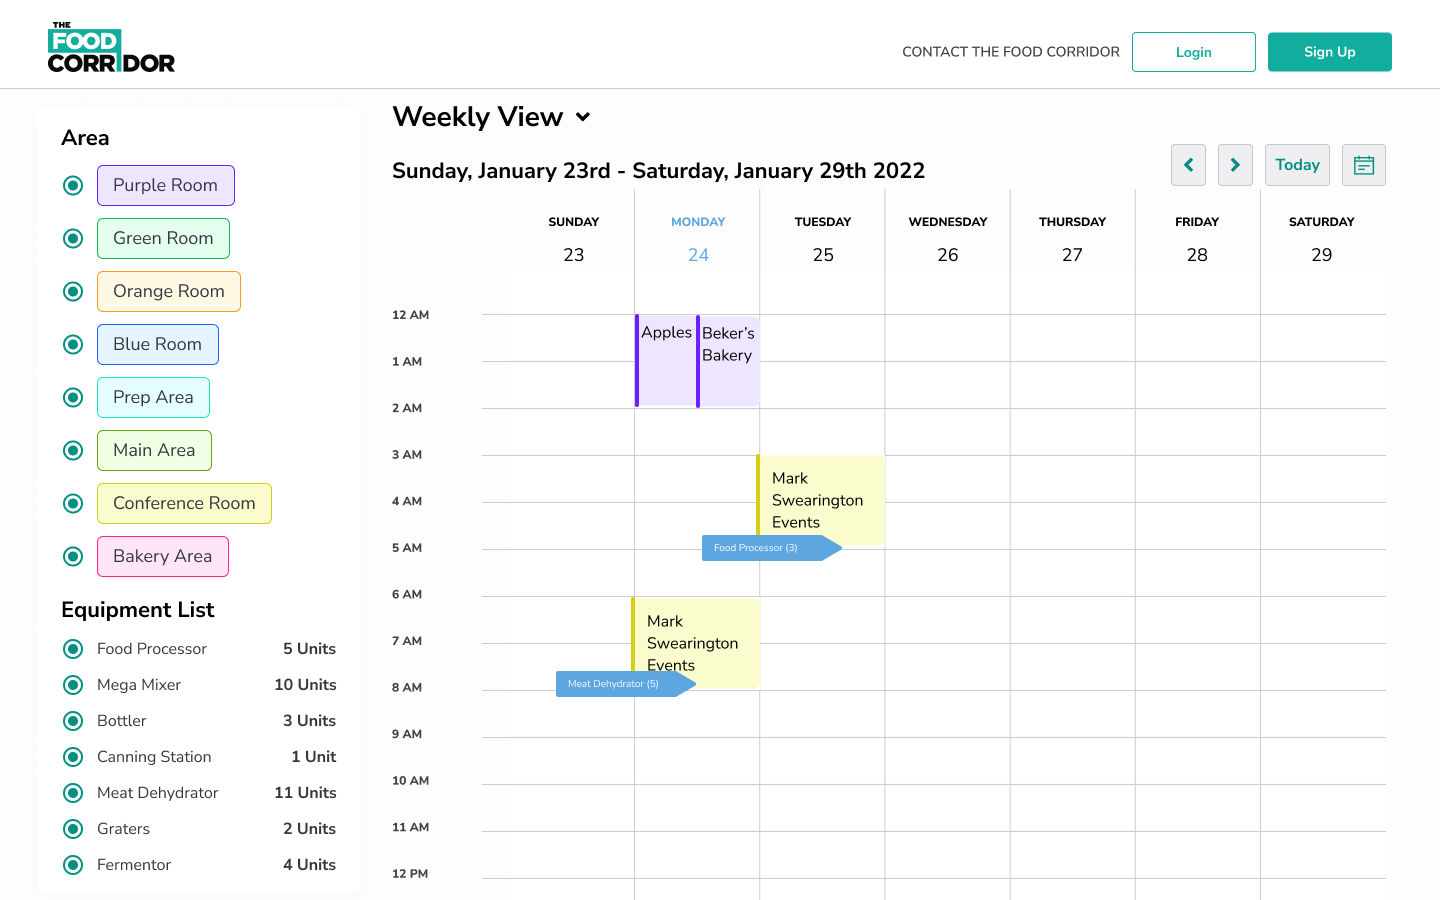 THE
FOOD
CORRIDOR
CONTACT THE FOOD CORRIDOR
Login
Sign Up
Area
Purple Room
Green Room
Orange Room
Blue Room
Prep Area
Main Area
Conference Room
Bakery Area
Equipment List
Food Processor 5 Units
Mega Mixer 10 Units
Bottler 3 Units
Canning Station 1 Unit
Meat Dehydrator 11 Units
Graters 2 Units
Fermentor 4 Units
Weekly View
Sunday, January 23rd - Saturday, January 29th 2022
Today
SUNDAY MONDAY TUESDAY WEDNESDAY THURSDAY FRIDAY SATURDAY
23 24 25 26 27 28 29
12 AM
Apples
Beker's
Bakery
1 AM
2 AM
3 AM
Mark
Swearington
Events
4 AM
5 AM
Food Processor (3)
6 AM
Mark
Swearington
Events
7 AM
Meat Dehydrator (5)
8 AM
9 AM
10 AM
11 AM
12 PM